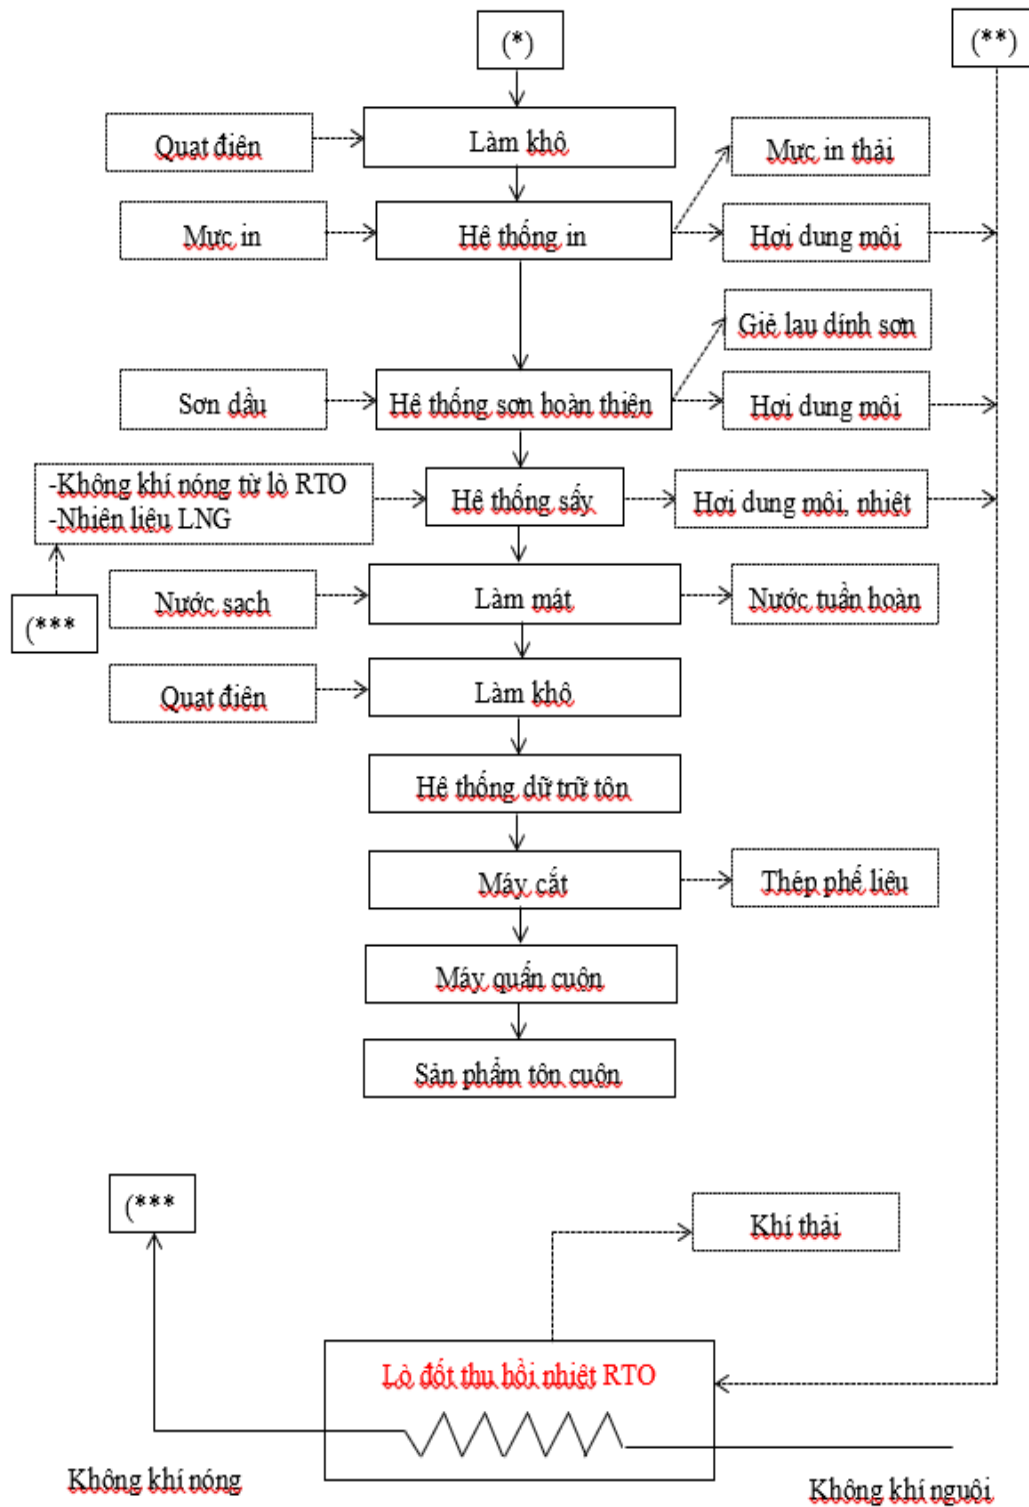 (*)
(**)
Quạt điện
Làm khô
Mực in thải
Mực in
Hệ thống in
Hơi dung môi
Giẻ lau dính sơn
Sơn dầu
Hệ thống sơn hoàn thiện
Hơi dung môi
-Không khí nóng từ lò RTO
-Nhiên liệu LNG
Hệ thống sấy
Hơi dung môi, nhiệt
(***
Nước sạch
Làm mát
Nước tuần hoàn
Quạt điện
Làm khô
Hệ thống dữ trữ tôn
Máy cắt
Thép phế liệu
Máy quấn cuộn
Sản phẩm tôn cuộn
(***
Khí thải
Lò đốt thu hồi nhiệt RTO
Không khí nóng
Không khí nguội